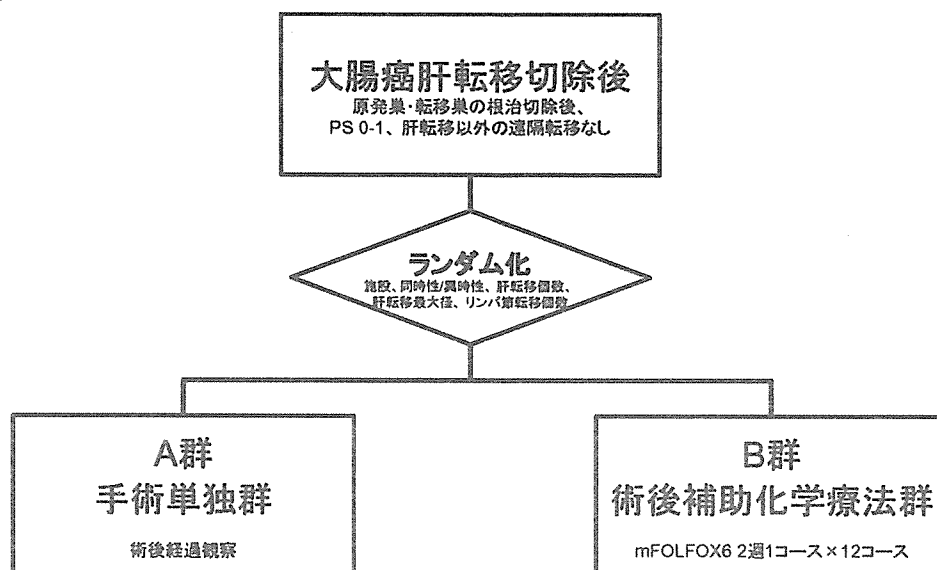 大腸癌肝転移切除後
原発巣・転移巣の根治切除後、
PS 0-1、肝転移以外の遠隔転移なし
ランダム化
施設、同時性/異時性、肝転移個数、
肝転移最大径、リンパ節転移個数
A群
手術単独群
術後経過観察
B群
術後補助化学療法群
mFOLFOX6 2週1コース×12コース